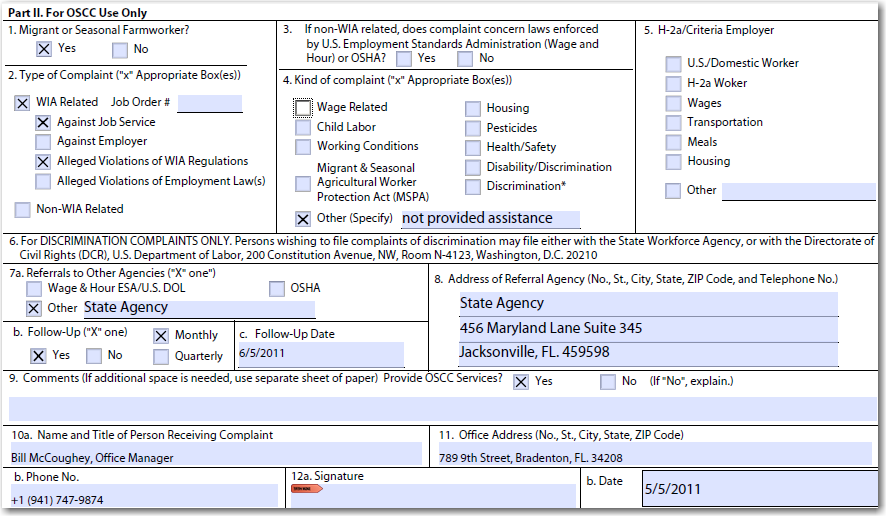 Part II. For OSCC Use Only
1. Migrant or Seasonal Farmworker?
Yes No
2. Type of Complaint ("x" Appropriate Box(es))
WIA Related Job Order #
Against Job Service
Against Employer
Alleged Violations of WIA Regulations
Alleged Violations of Employment Law(s)
Non-WIA Related
3. If non-WIA related, does complaint concern laws enforced
by U.S. Employment Standards Administration (Wage and
Hour) or OSHA? Yes No
4. Kind of complaint ("x" Appropriate Box(es))
Wage Related
Child Labor
Working Conditions
Migrant & Seasonal
Agricultural Worker
Protection Act (MSPA)
Other (Specify) not provided assistance
Housing
Pesticides
Health/Safety
Disability/Discrimination
Discrimination*
5. H-2a/Criteria Employer
U.S./Domestic Worker
H-2a Woker
Wages
Transportation
Meals
Housing
Other
6. For DISCRIMINATION COMPLAINTS ONLY. Persons wishing to file complaints of discrimination may file either with the State Workforce Agency, or with the Directorate of
Civil Rights (DCR), U.S. Department of Labor, 200 Constitution Avenue, NW, Room N-4123, Washington, D.C. 20210
7a. Referrals to Other Agencies ("X" one")
Wage & Hour ESA/U.S. DOL OSHA
Other State Agency
b. Follow-Up ("X" one) Monthly
Yes No Quarterly
c. Follow-Up Date
6/5/2011
8. Address of Referral Agency (No., St., City, State, ZIP Code, and Telephone No.)
State Agency
456 Maryland Lane Suite 345
Jacksonville, FL. 459598
9. Comments (If additional space is needed, use separate sheet of paper) Provide OSCC Services? Yes No (If "No", explain.)
10a. Name and Title of Person Receiving Complaint
Bill McCoughey, Office Manager
11. Office Address (No., St., City, State, ZIP Code)
789 9th Street, Bradenton, FL. 34208
b. Phone No.
+1 (941) 747-9874
12a. Signature
b. Date
5/5/2011